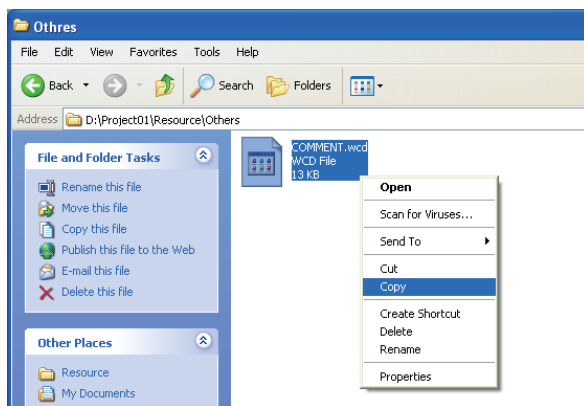 Othres
File Edit View Favorites Tools Help
Back Search Folders
Address D:\Project01\Resource\Others
File and Folder Tasks
Rename this file
Move this file
Copy this file
Publish this file to the Web
E-mail this file
Delete this file
Other Places
Resource
My Documents
COMMENT.wcd
WCD File
13 KB
Open
Scan for Viruses...
Send To
Cut
Copy
Create Shortcut
Delete
Rename
Properties